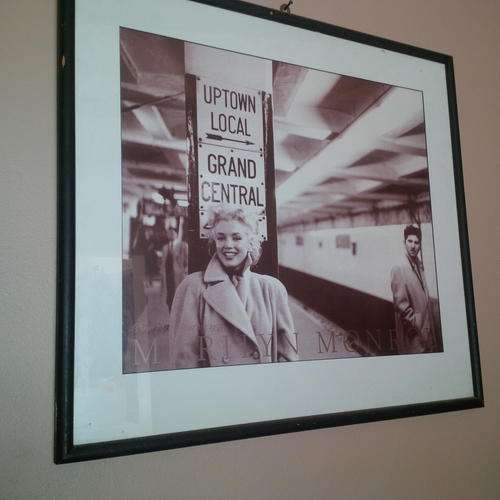 UPTOWN
LOCAL
GRAND
CENTRAL
MARILYN MONROE